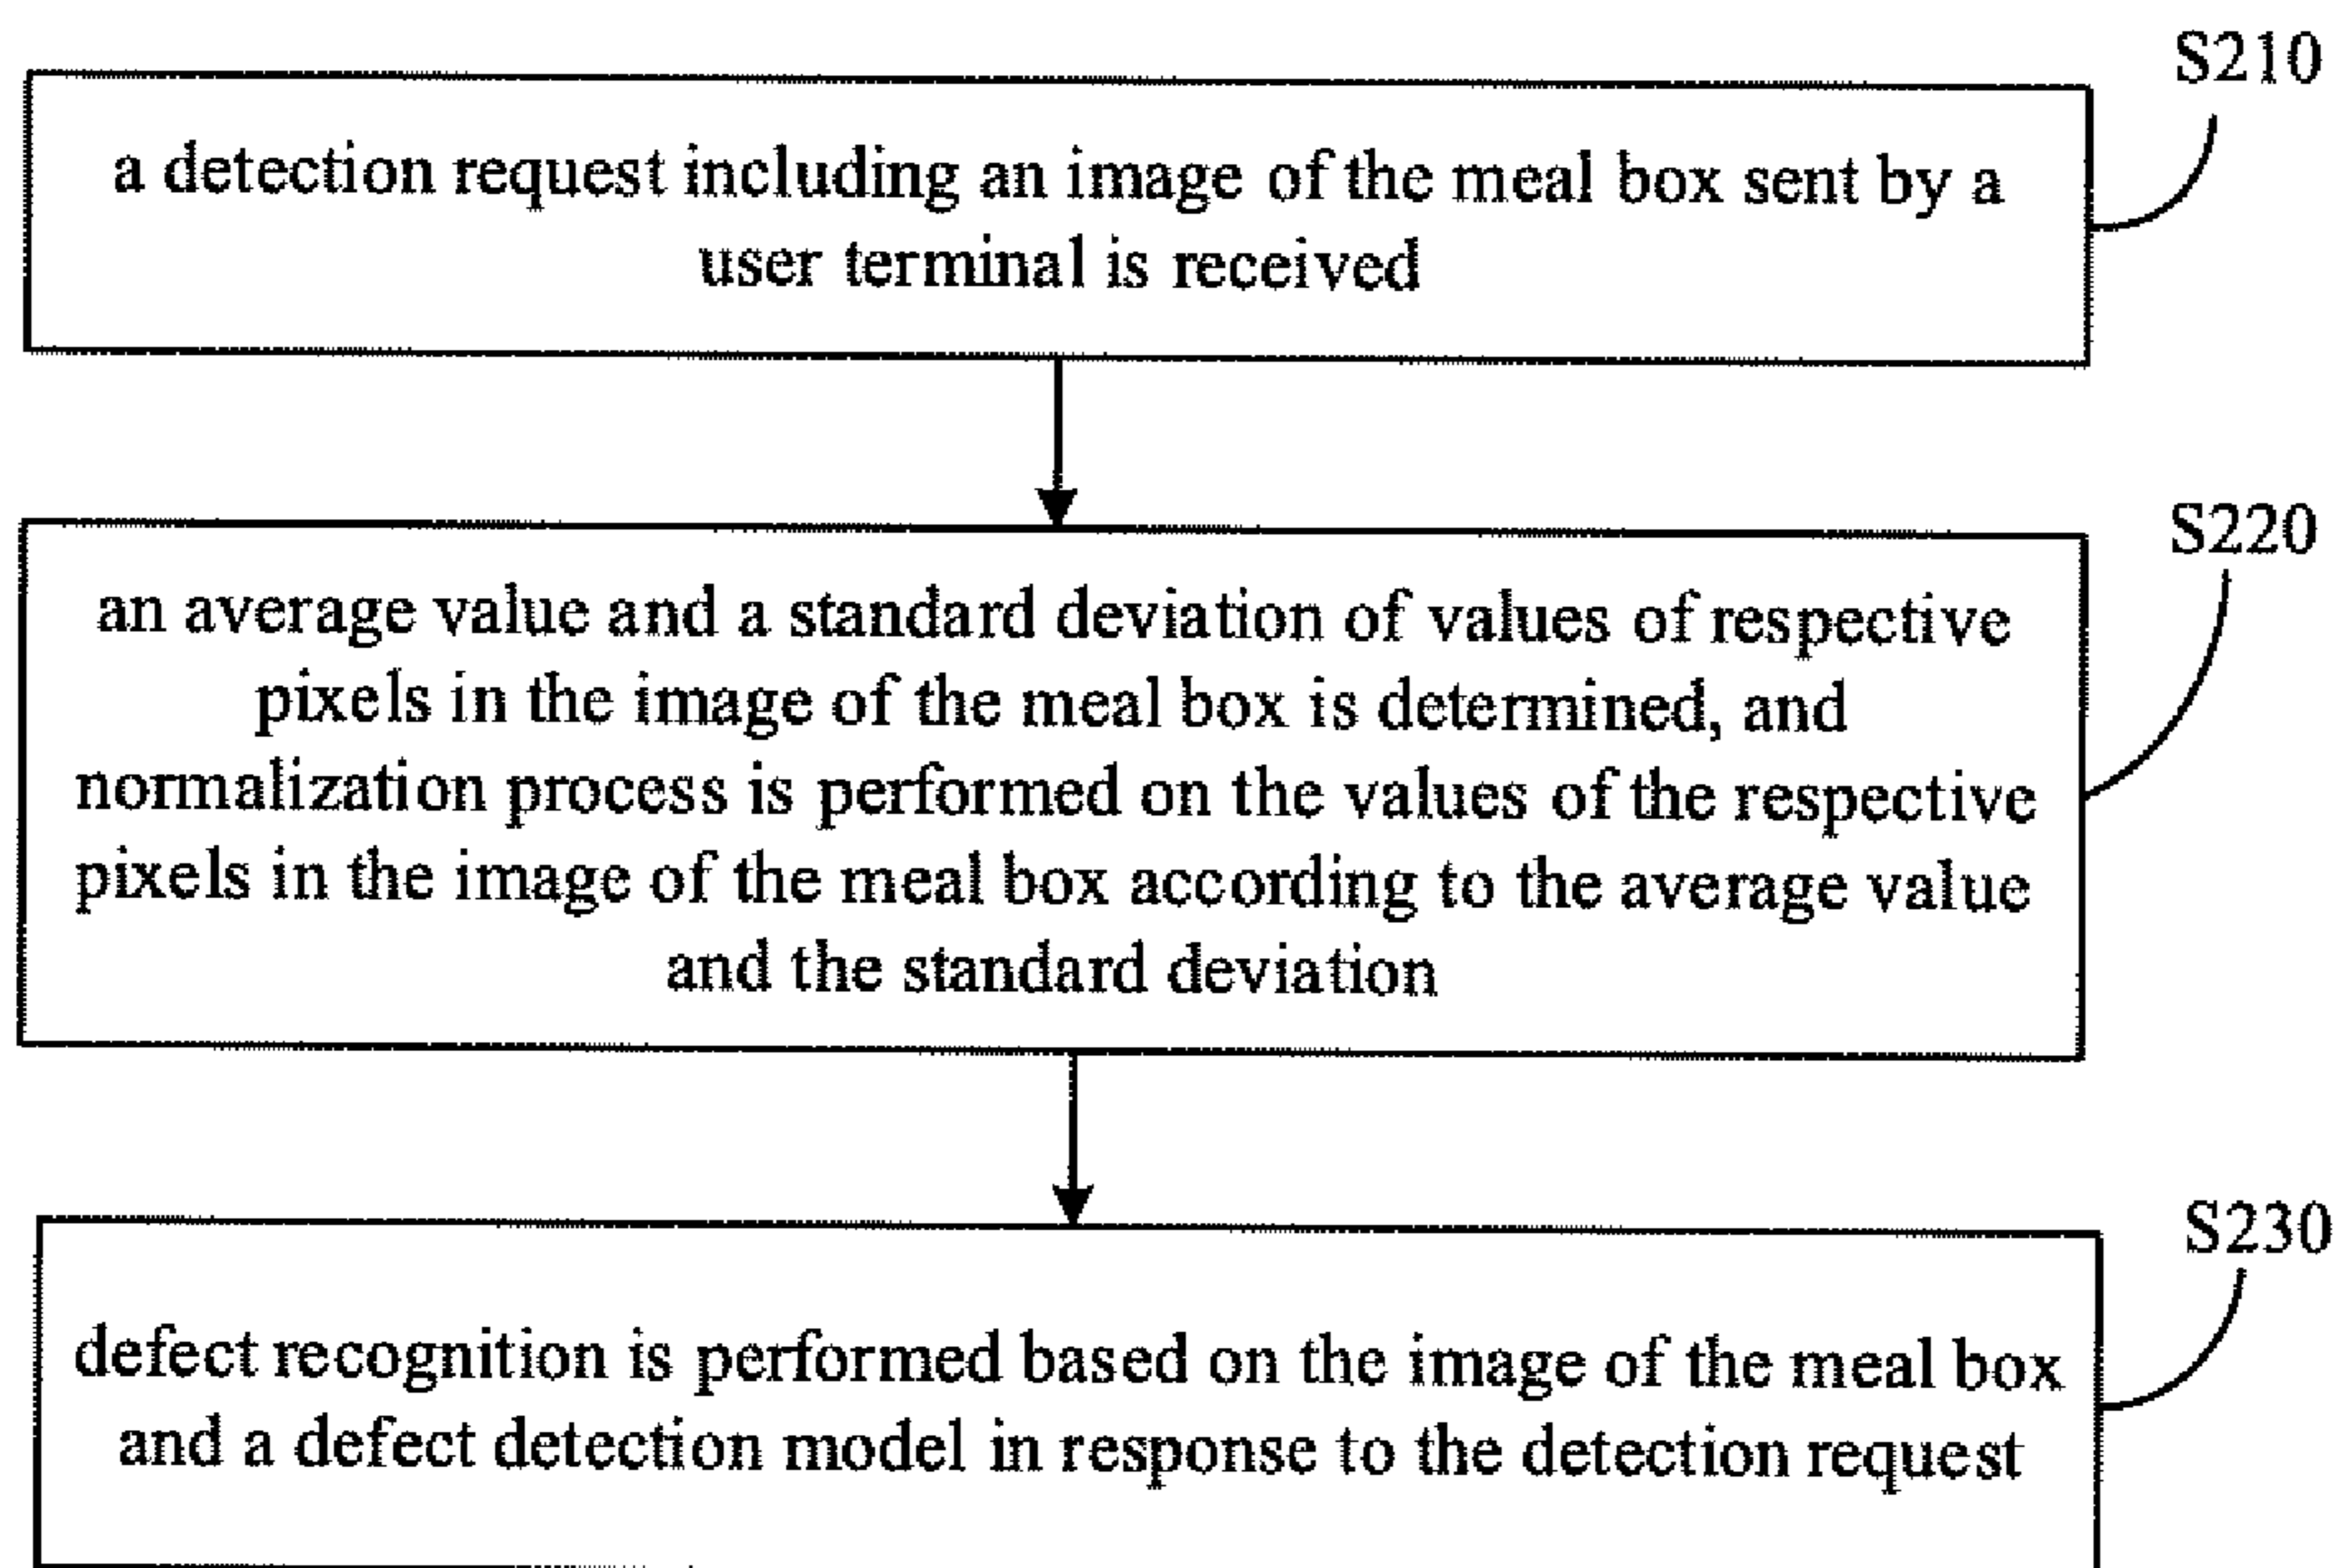 S210
a detection request including an image of the meal box sent by a
user terminal is received
S220
an average value and a standard deviation of values of respective
pixels in the image of the meal box is determined, and
normalization process is performed on the values of the respective
pixels in the image of the meal box according to the average value
and the standard deviation
S230
defect recognition is performed based on the image of the meal box
and a defect detection model in response to the detection request